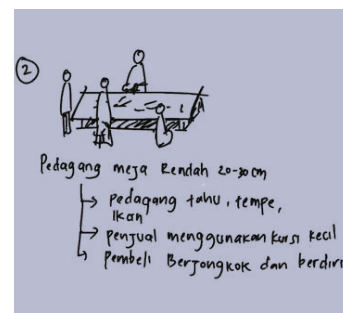 2
Pedagang meja Rendah 20-30 cm
→ pedagang tahu, tempe,
Ikan
→ penjual menggunakan kursi kecil
→ Pembeli Berjongkok dan berdiri